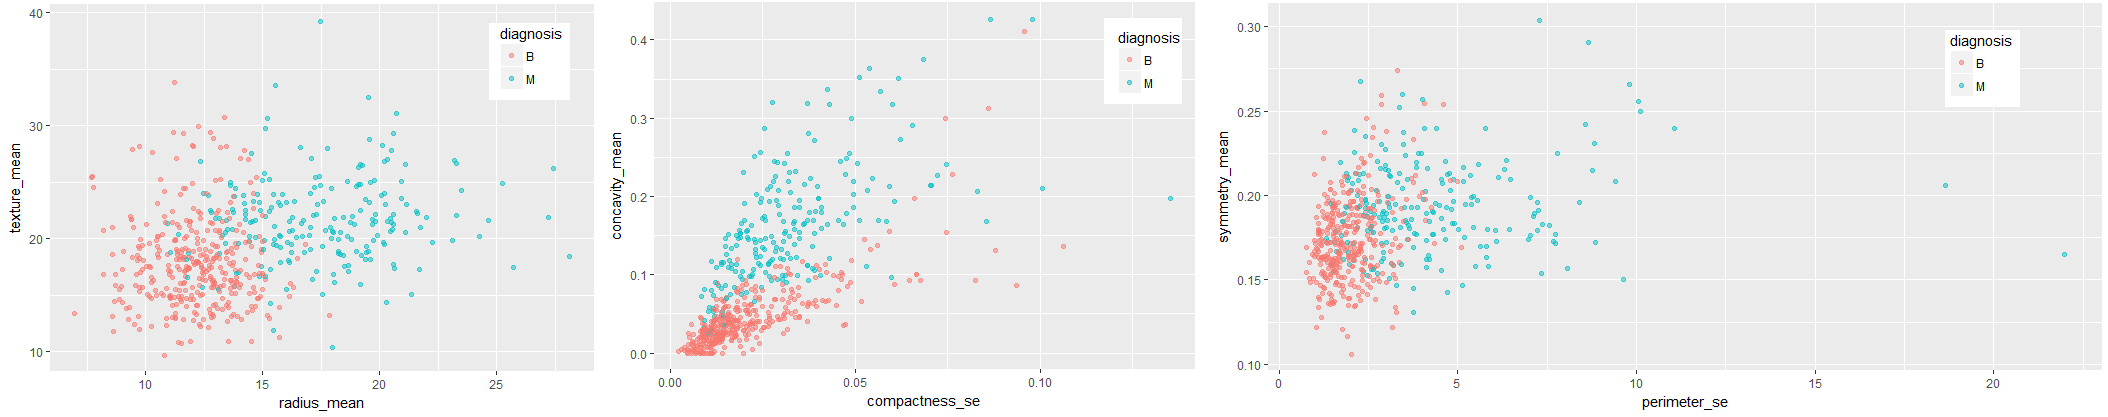 texture_mean
40
30
20
10
10
15
20
25
radius_mean
diagnosis
B
M
concavity_mean
0.4
0.3
0.2
0.1
0.0
0.00
0.05
0.10
compactness_se
diagnosis
B
M
symmetry_mean
0.30
0.25
0.20
0.15
0.10
0
5
10
15
20
perimeter_se
diagnosis
B
M